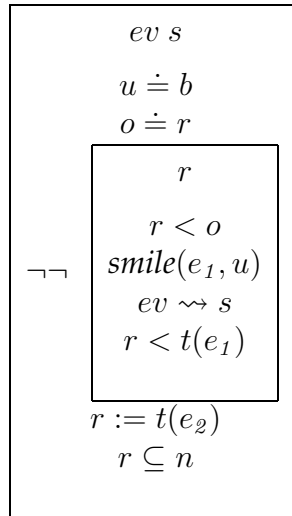 ev s
u ≐ b
o ≐ r
r
r < o
¬¬ smile(e₁, u)
ev ⇝ s
r < t(e₁)
r := t(e₂)
r ⊆ n